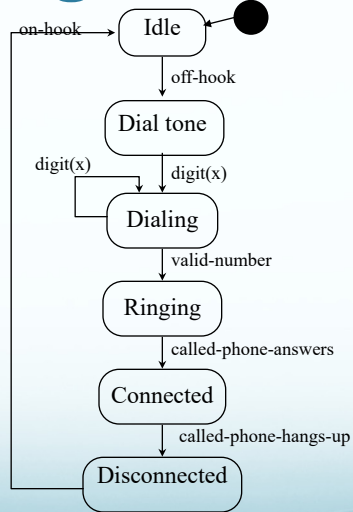 Idle
on-hook
off-hook
Dial tone
digit(x)
digit(x)
Dialing
valid-number
Ringing
called-phone-answers
Connected
called-phone-hangs-up
Disconnected